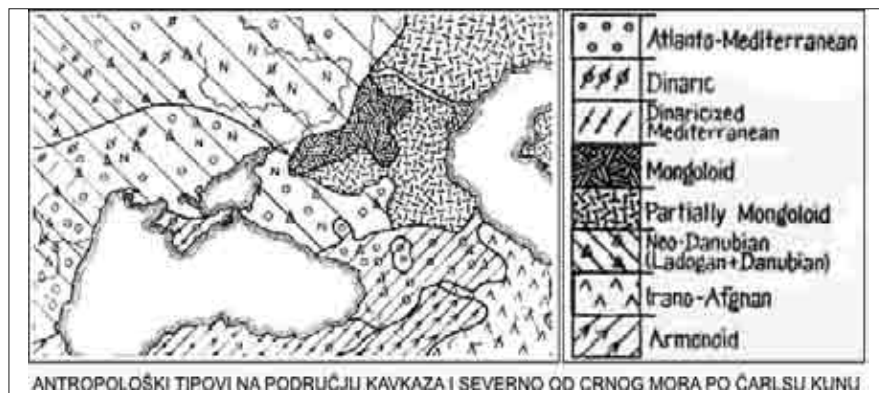 Atlanto-Mediterranean
Dinaric
Dinaricized
Mediterranean
Mongoloid
Partially Mongoloid
Neo-Danubian
(Ladogan+Danubian)
Irano-Afgnan
Armenoid
N
N
N
N
N
N
N
ANTROPOLOŠKI TIPOVI NA PODRUČJU KAVKAZA I SEVERNO OD CRNOG MORA PO ČARLSU KUNU